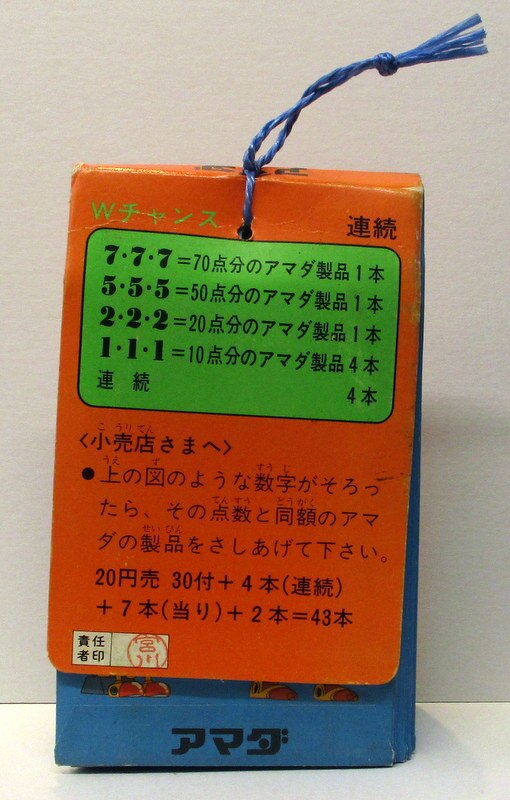 Wチャンス 連続
7・7・7＝70点分のアマダ製品1本
5・5・5＝50点分のアマダ製品1本
2・2・2＝20点分のアマダ製品1本
1・1・1＝10点分のアマダ製品4本
連続 4本
〈小売店さまへ〉
●上の図のような数字がそろっ
たら、その点数と同額のアマ
ダの製品をさしあげて下さい。
20円売 30付＋4本(連続)
＋7本(当り)＋2本＝43本
責任
者印
宮川
アマダ